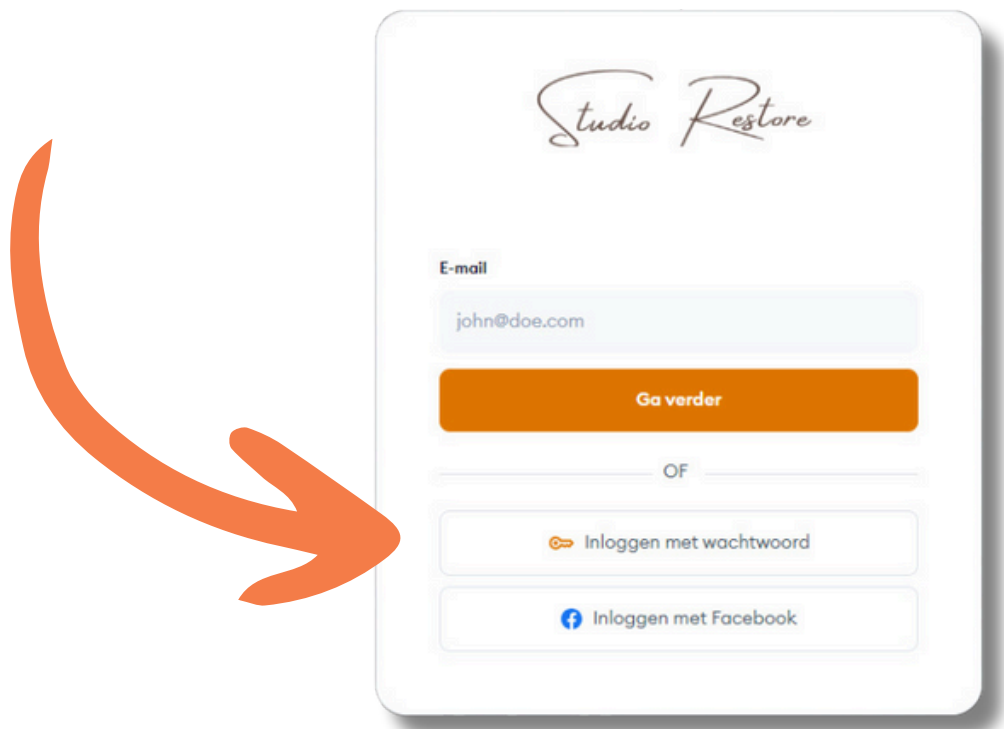 Studio Restore
E-mail
john@doe.com
Ga verder
OF
Inloggen met wachtwoord
Inloggen met Facebook